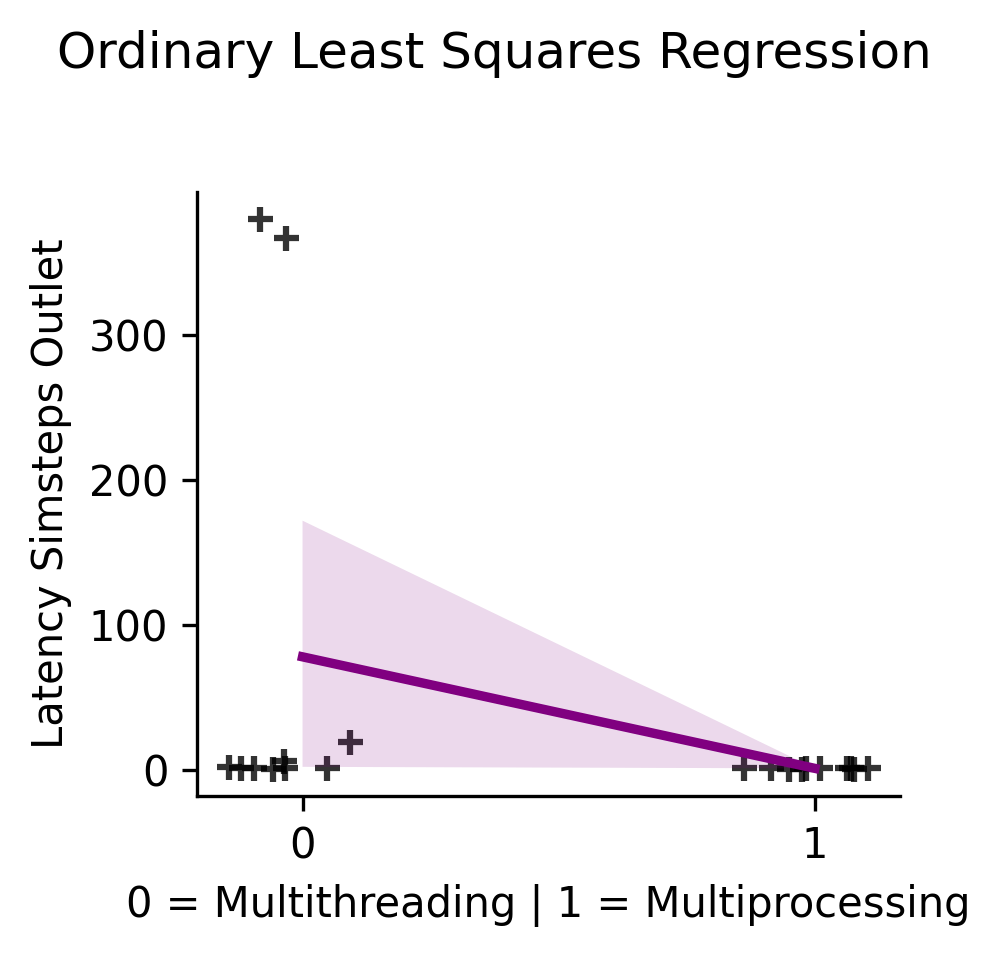 Ordinary Least Squares Regression
Latency Simsteps Outlet
300
200
100
0
0 1
0 = Multithreading | 1 = Multiprocessing